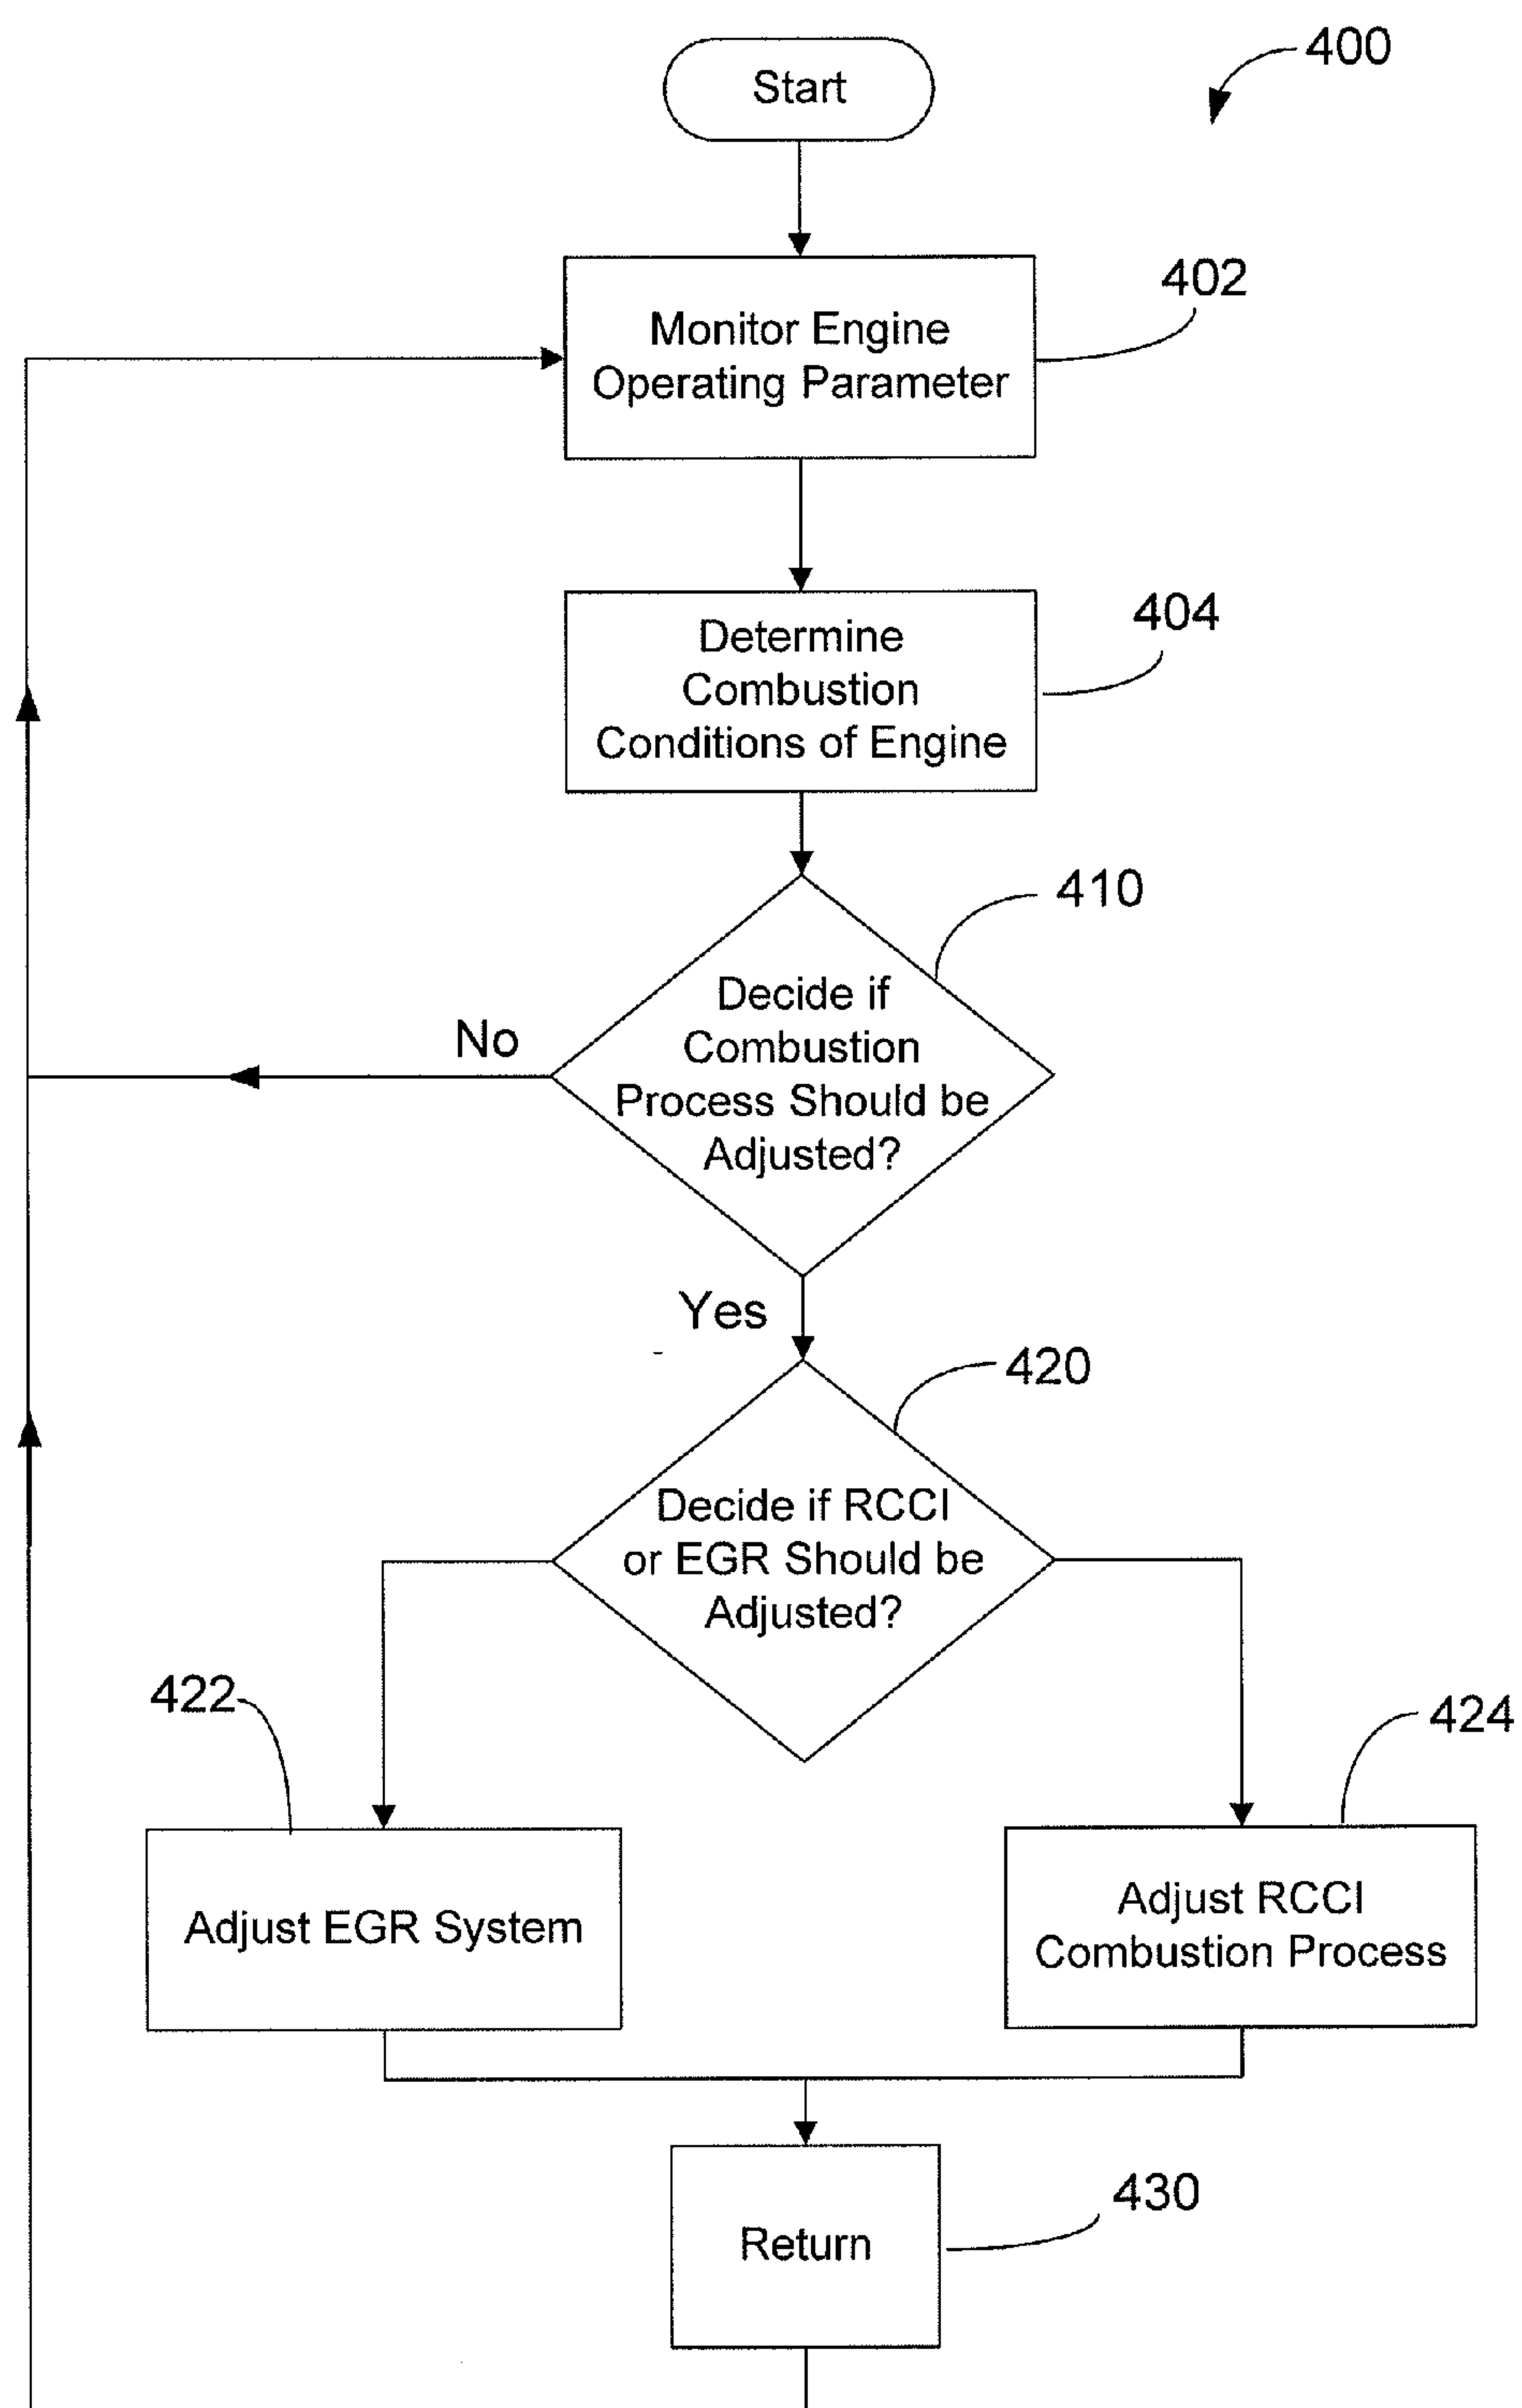 400
Start
402
Monitor Engine
Operating Parameter
404
Determine
Combustion
Conditions of Engine
410
Decide if
Combustion
Process Should be
Adjusted?
No
Yes
420
Decide if RCCI
or EGR Should be
Adjusted?
422
424
Adjust EGR System
Adjust RCCI
Combustion Process
430
Return